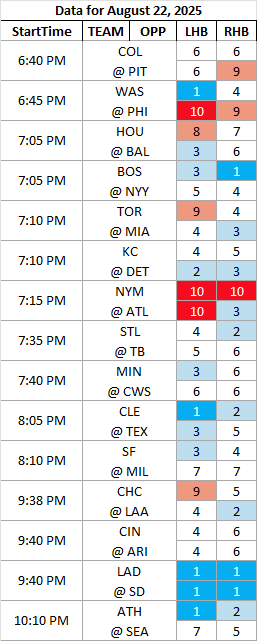 Data for August 22, 2025
StartTime TEAM OPP LHB RHB
6:40 PM COL 6 6
@ PIT 6 9
6:45 PM WAS 1 4
@ PHI 10 9
7:05 PM HOU 8 7
@ BAL 3 6
7:05 PM BOS 3 1
@ NYY 5 4
7:10 PM TOR 9 4
@ MIA 4 3
7:10 PM KC 4 5
@ DET 2 3
7:15 PM NYM 10 10
@ ATL 10 3
7:35 PM STL 4 2
@ TB 5 6
7:40 PM MIN 3 6
@ CWS 6 6
8:05 PM CLE 1 2
@ TEX 3 5
8:10 PM SF 3 4
@ MIL 7 7
9:38 PM CHC 9 5
@ LAA 4 2
9:40 PM CIN 4 6
@ ARI 4 6
9:40 PM LAD 1 1
@ SD 1 1
10:10 PM ATH 1 2
@ SEA 7 5